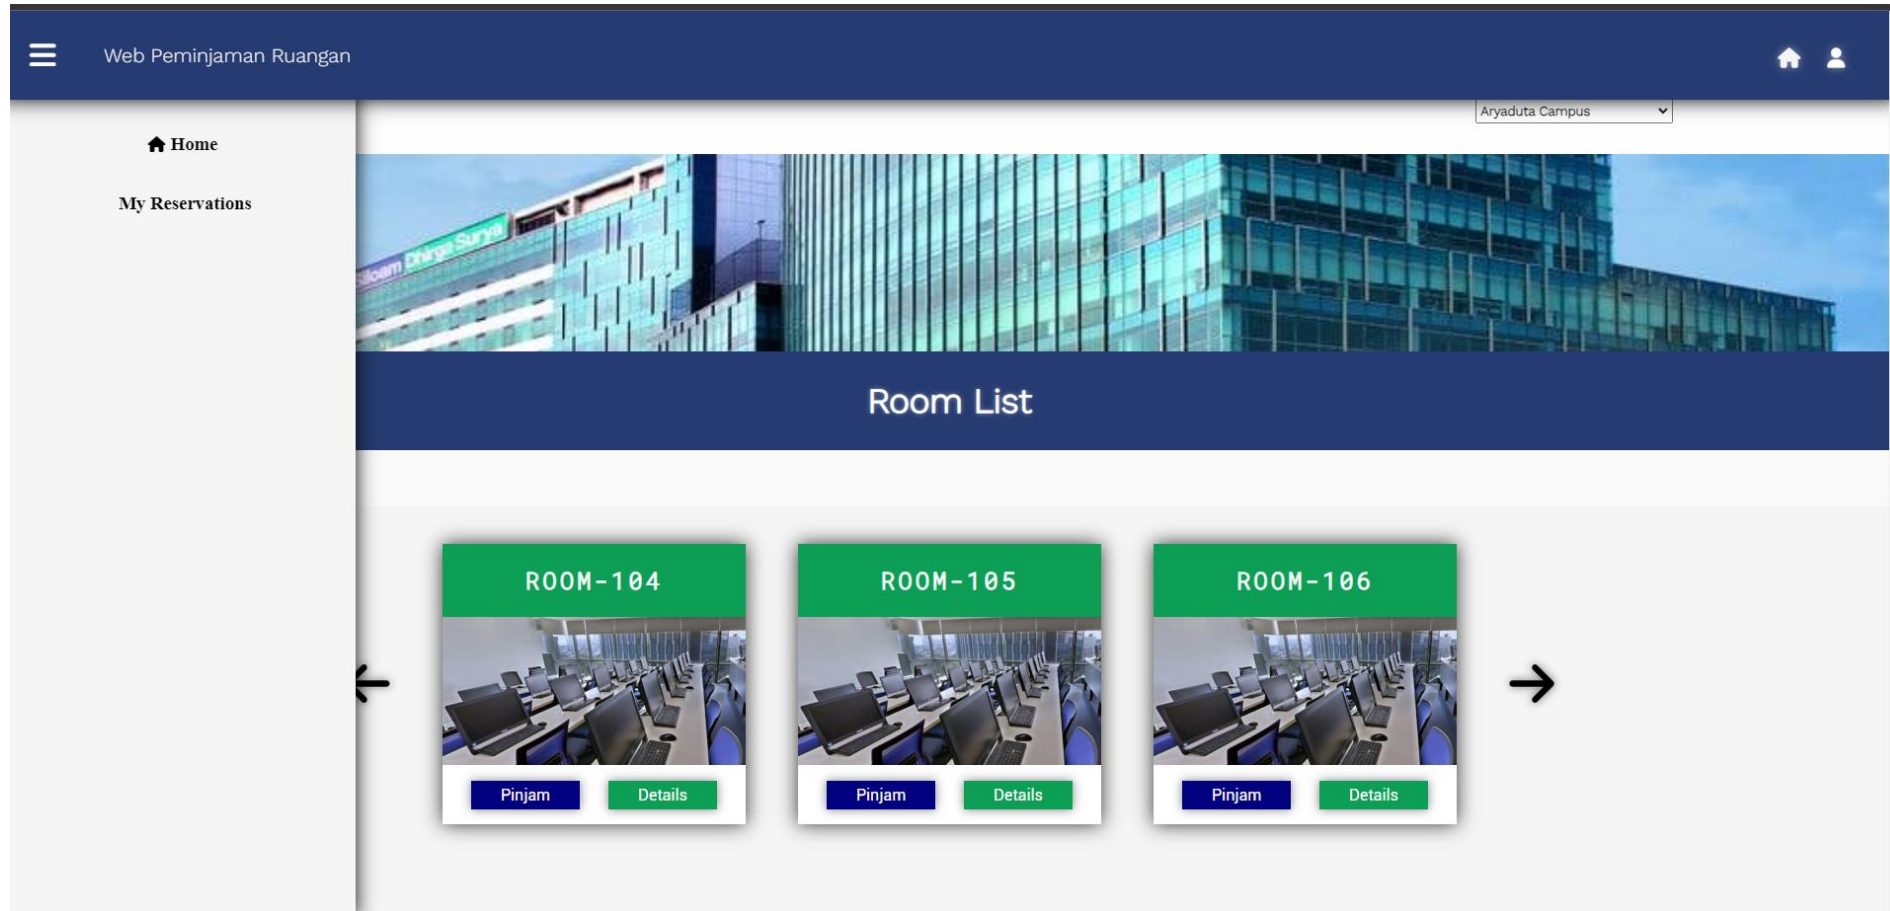 Web Peminjaman Ruangan
Aryaduta Campus
Home
My Reservations
Siloam Dhirga Surya
Room List
ROOM-104
ROOM-105
ROOM-106
Pinjam
Details
Pinjam
Details
Pinjam
Details